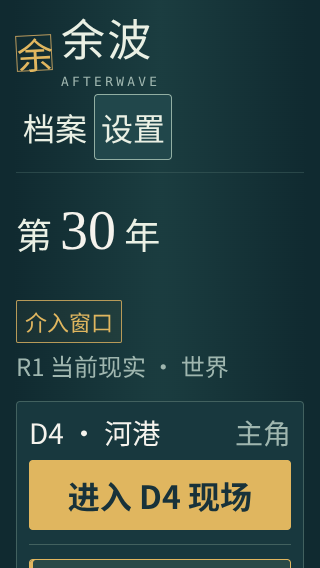 余 余波
AFTERWAVE
档案 设置
第 30 年
介入窗口
R1 当前现实 · 世界
D4 · 河港 主角
进入 D4 现场